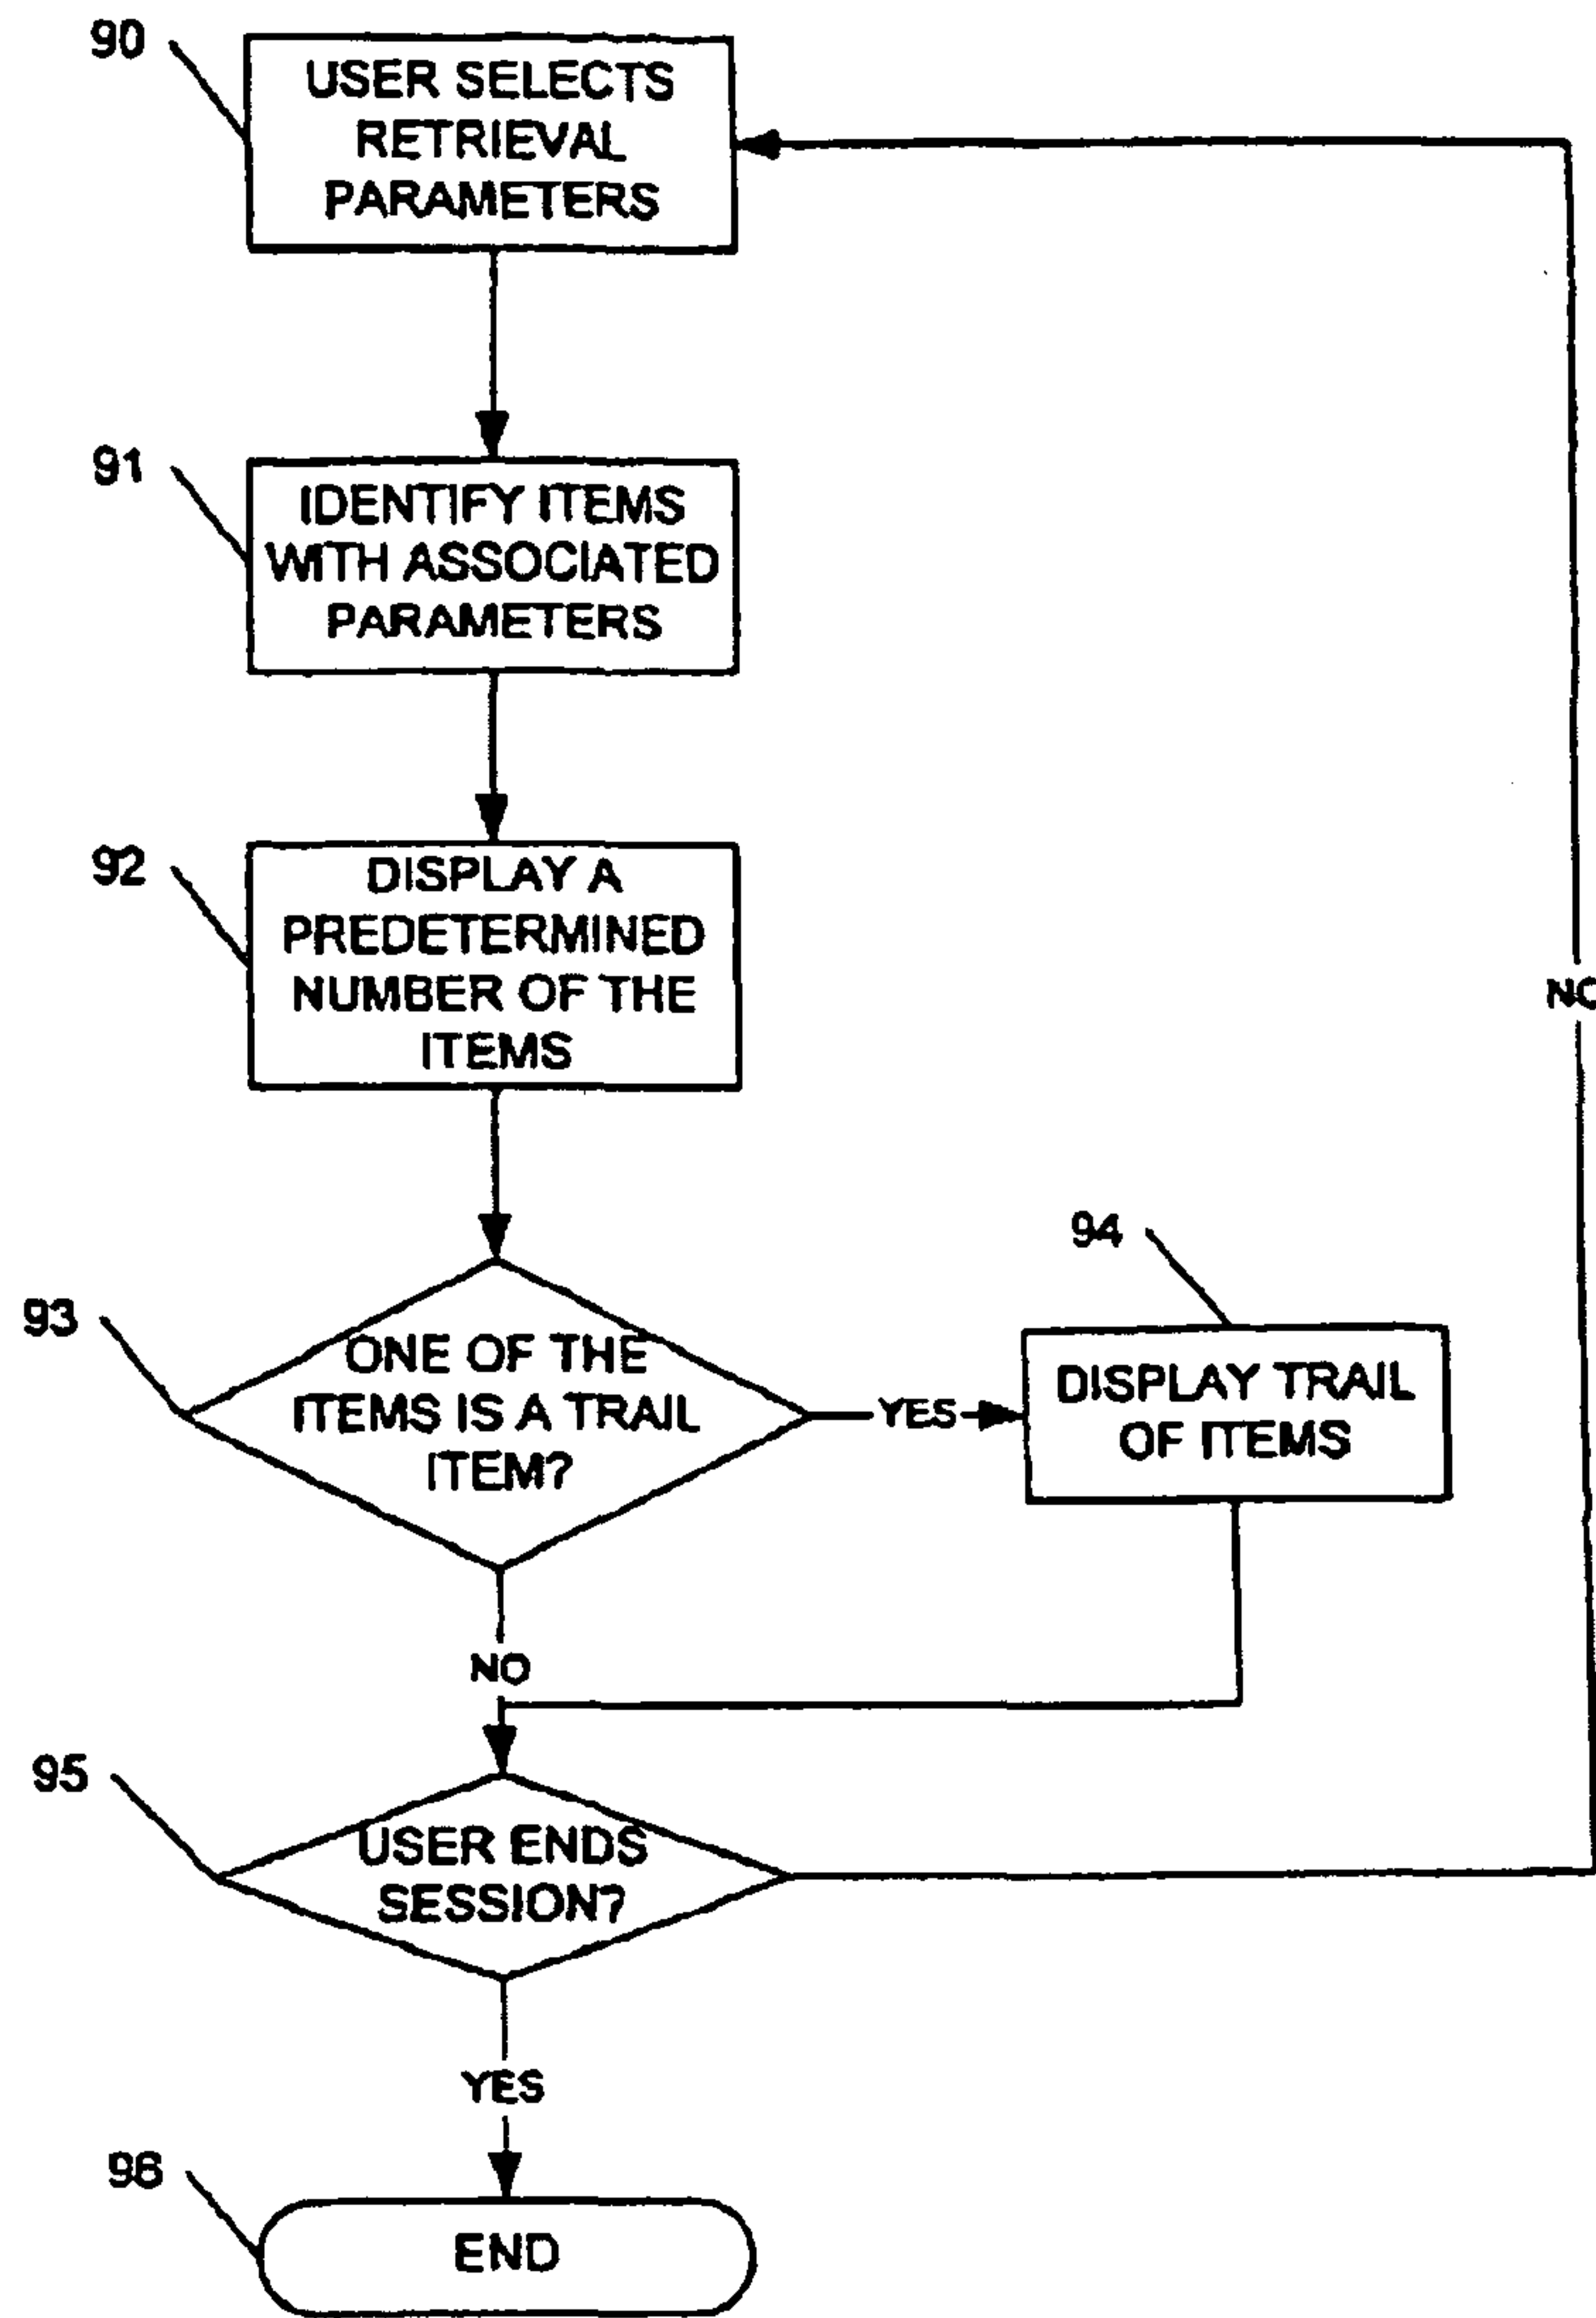 90
USER SELECTS
RETRIEVAL
PARAMETERS
91
IDENTIFY ITEMS
WITH ASSOCIATED
PARAMETERS
92
DISPLAY A
PREDETERMINED
NUMBER OF THE
ITEMS
NO
93
ONE OF THE
ITEMS IS A TRAIL
ITEM?
YES
94
DISPLAY TRAIL
OF ITEMS
NO
95
USER ENDS
SESSION?
YES
96
END